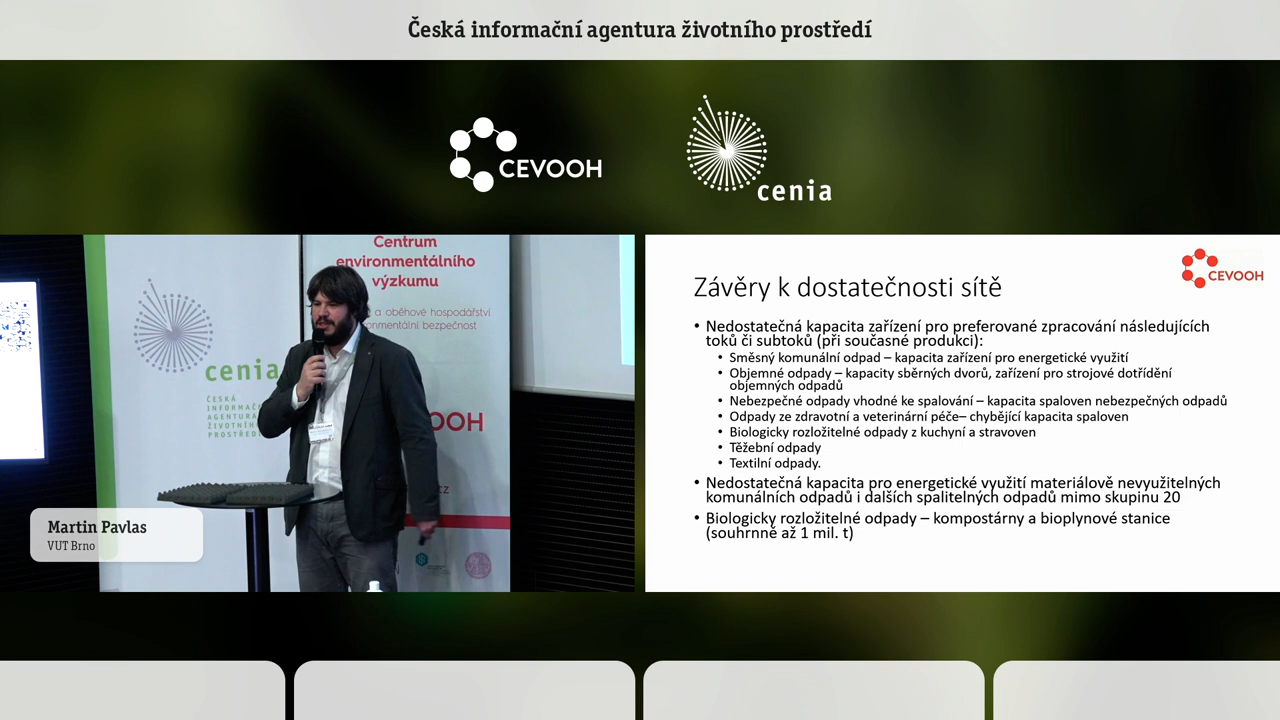 Česká informační agentura životního prostředí
CEVOOH
cenia
Centrum
environmentálního
výzkumu
a oběhové hospodářství
environmentální bezpečnost
cenia
ČESKÁ
INFORMAČNÍ
AGENTURA
ŽIVOTNÍHO
PROSTŘEDÍ
OOH
cz
Martin Pavlas
VUT Brno
CEVOOH
Závěry k dostatečnosti sítě
• Nedostatečná kapacita zařízení pro preferované zpracování následujících
toků či subtoků (při současné produkci):
• Směsný komunální odpad – kapacita zařízení pro energetické využití
• Objemné odpady – kapacity sběrných dvorů, zařízení pro strojové dotřídění
objemných odpadů
• Nebezpečné odpady vhodné ke spalování – kapacita spaloven nebezpečných odpadů
• Odpady ze zdravotní a veterinární péče– chybějící kapacita spaloven
• Biologicky rozložitelné odpady z kuchyní a stravoven
• Těžební odpady
• Textilní odpady.
• Nedostatečná kapacita pro energetické využití materiálově nevyužitelných
komunálních odpadů i dalších spalitelných odpadů mimo skupinu 20
• Biologicky rozložitelné odpady – kompostárny a bioplynové stanice
(souhrnně až 1 mil. t)